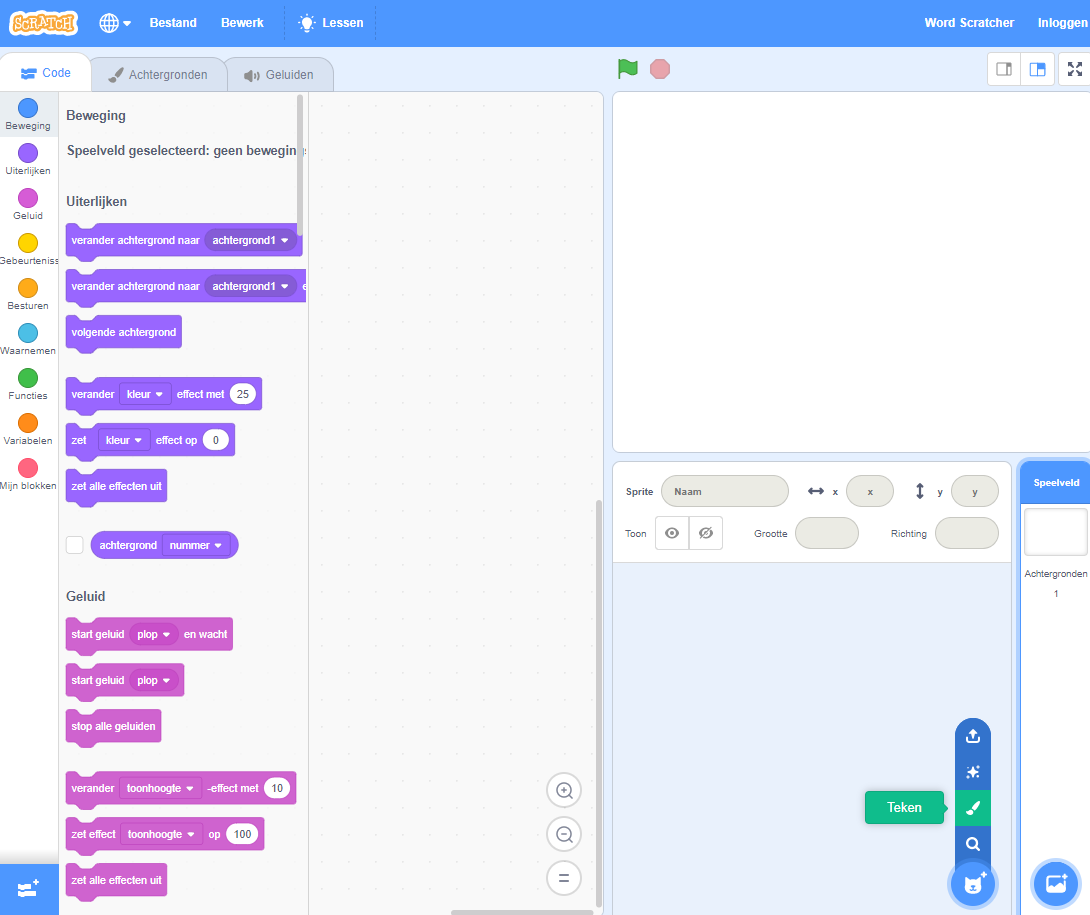 SCRATCH Bestand Bewerk Lessen Word Scratcher Inloggen
Code Achtergronden Geluiden
Beweging
Uiterlijken
Geluid
Gebeurteniss
Besturen
Waarnemen
Functies
Variabelen
Mijn blokken
Beweging
Speelveld geselecteerd: geen beweging
Uiterlijken
verander achtergrond naar achtergrond1
verander achtergrond naar achtergrond1 e
volgende achtergrond
verander kleur effect met 25
zet kleur effect op 0
zet alle effecten uit
achtergrond nummer
Geluid
start geluid plop en wacht
start geluid plop
stop alle geluiden
verander toonhoogte -effect met 10
zet effect toonhoogte op 100
zet alle effecten uit
Sprite Naam x x y y
Toon Grootte Richting
Teken
Speelveld
Achtergronden
1